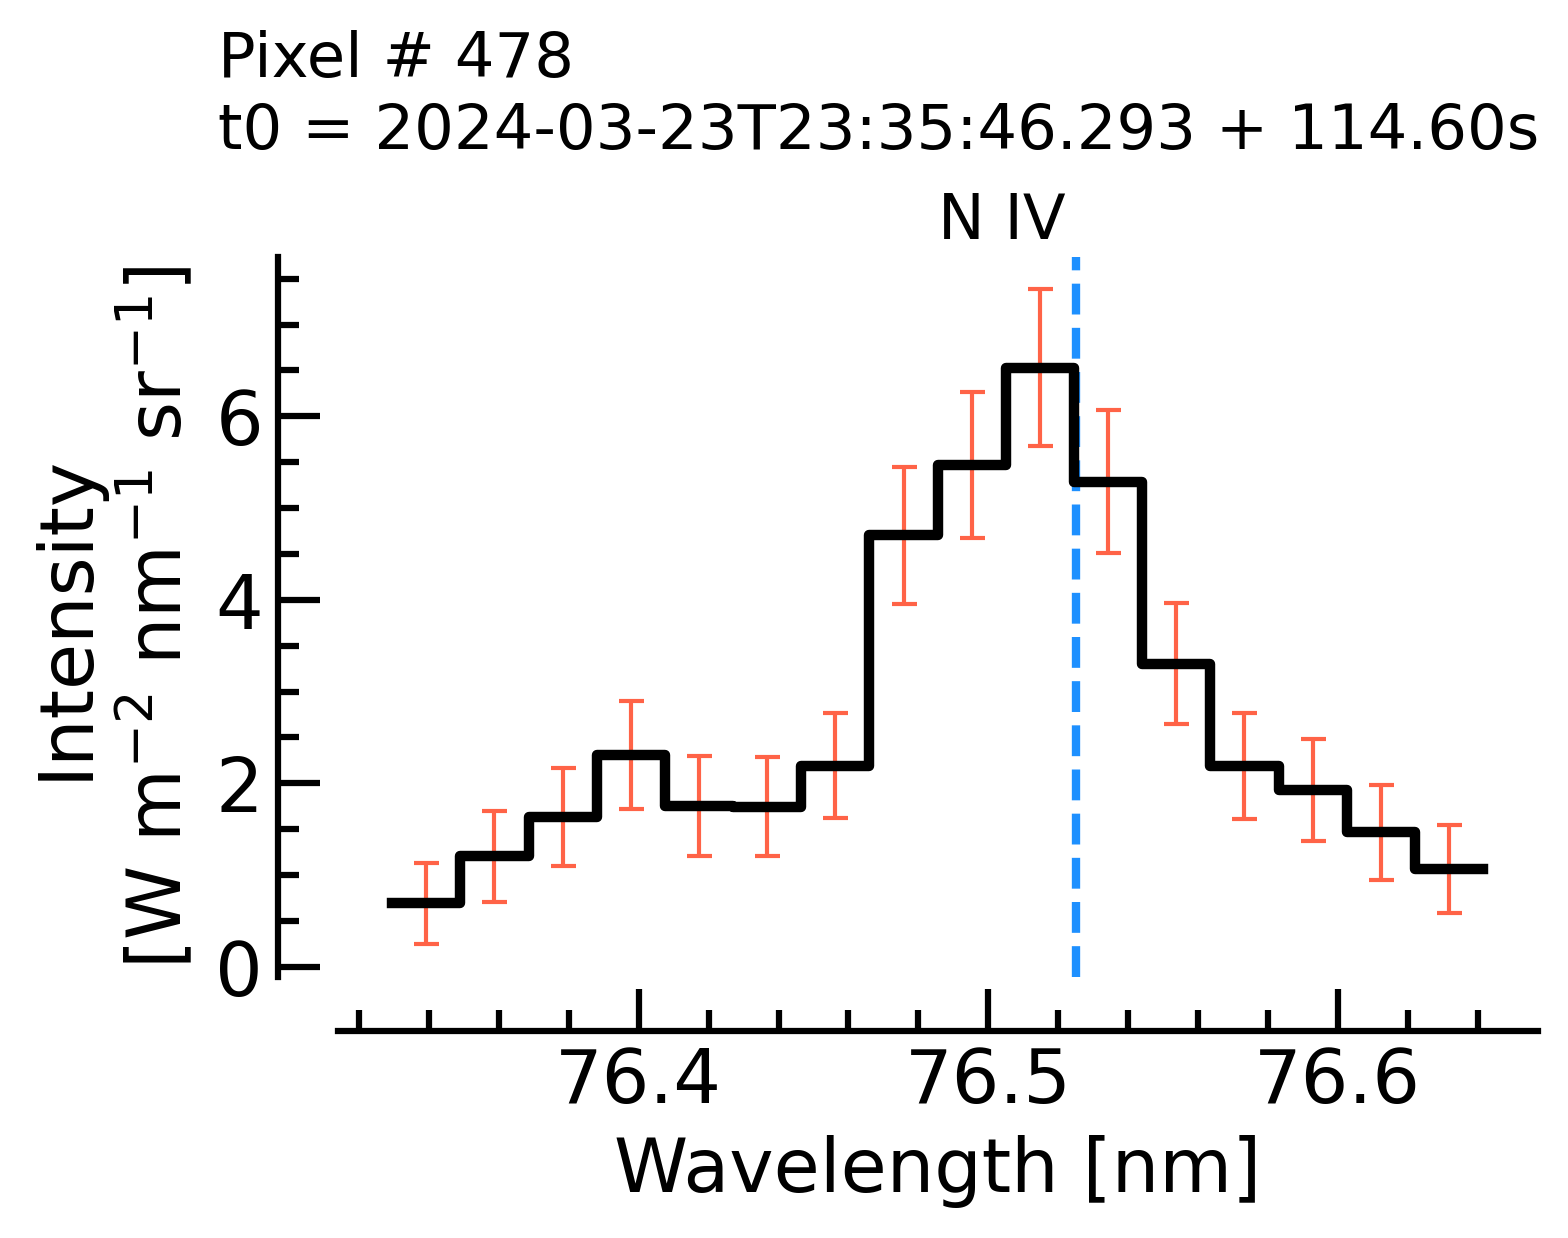 Pixel # 478
t0 = 2024-03-23T23:35:46.293 + 114.60s
N IV
Intensity
[W m⁻² nm⁻¹ sr⁻¹]
6
4
2
0
76.4 76.5 76.6
Wavelength [nm]